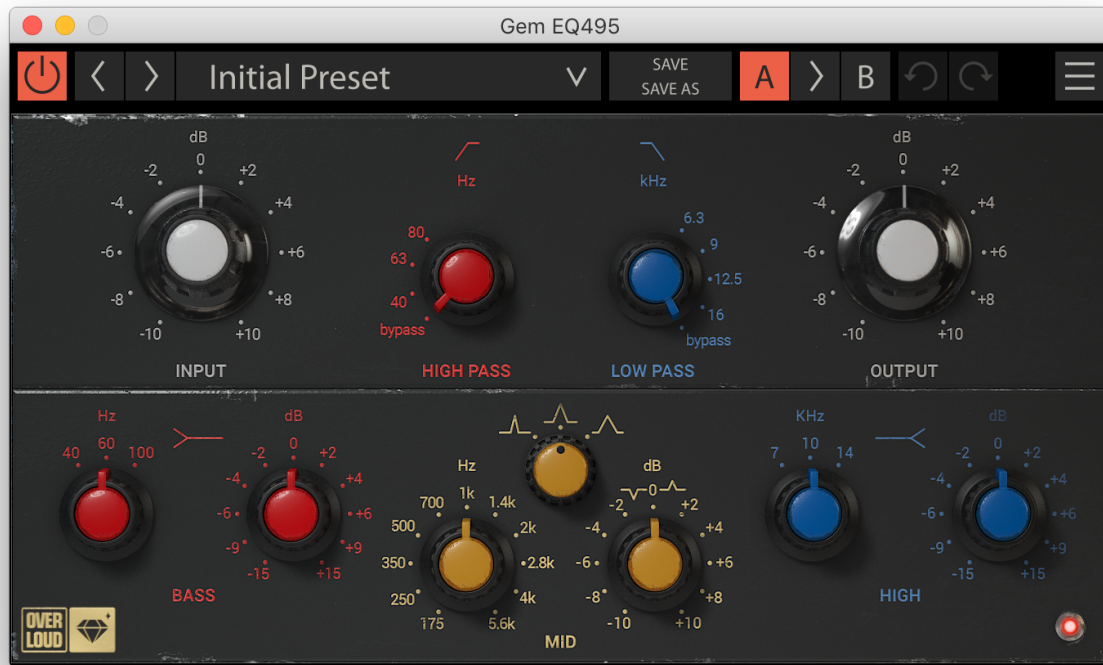 Gem EQ495
Initial Preset
SAVE
SAVE AS
A
B
dB
-10 -8 -6 -4 -2 0 +2 +4 +6 +8 +10
INPUT
Hz
bypass 40 63 80
HIGH PASS
kHz
6.3 9 12.5 16 bypass
LOW PASS
dB
-10 -8 -6 -4 -2 0 +2 +4 +6 +8 +10
OUTPUT
Hz
40 60 100
dB
-15 -9 -6 -4 -2 0 +2 +4 +6 +9 +15
BASS
Hz
175 250 350 500 700 1k 1.4k 2k 2.8k 4k 5.6k
dB
-10 -8 -6 -4 -2 0 +2 +4 +6 +8 +10
MID
KHz
7 10 14
dB
-15 -9 -6 -4 -2 0 +2 +4 +6 +9 +15
HIGH
OVER
LOUD